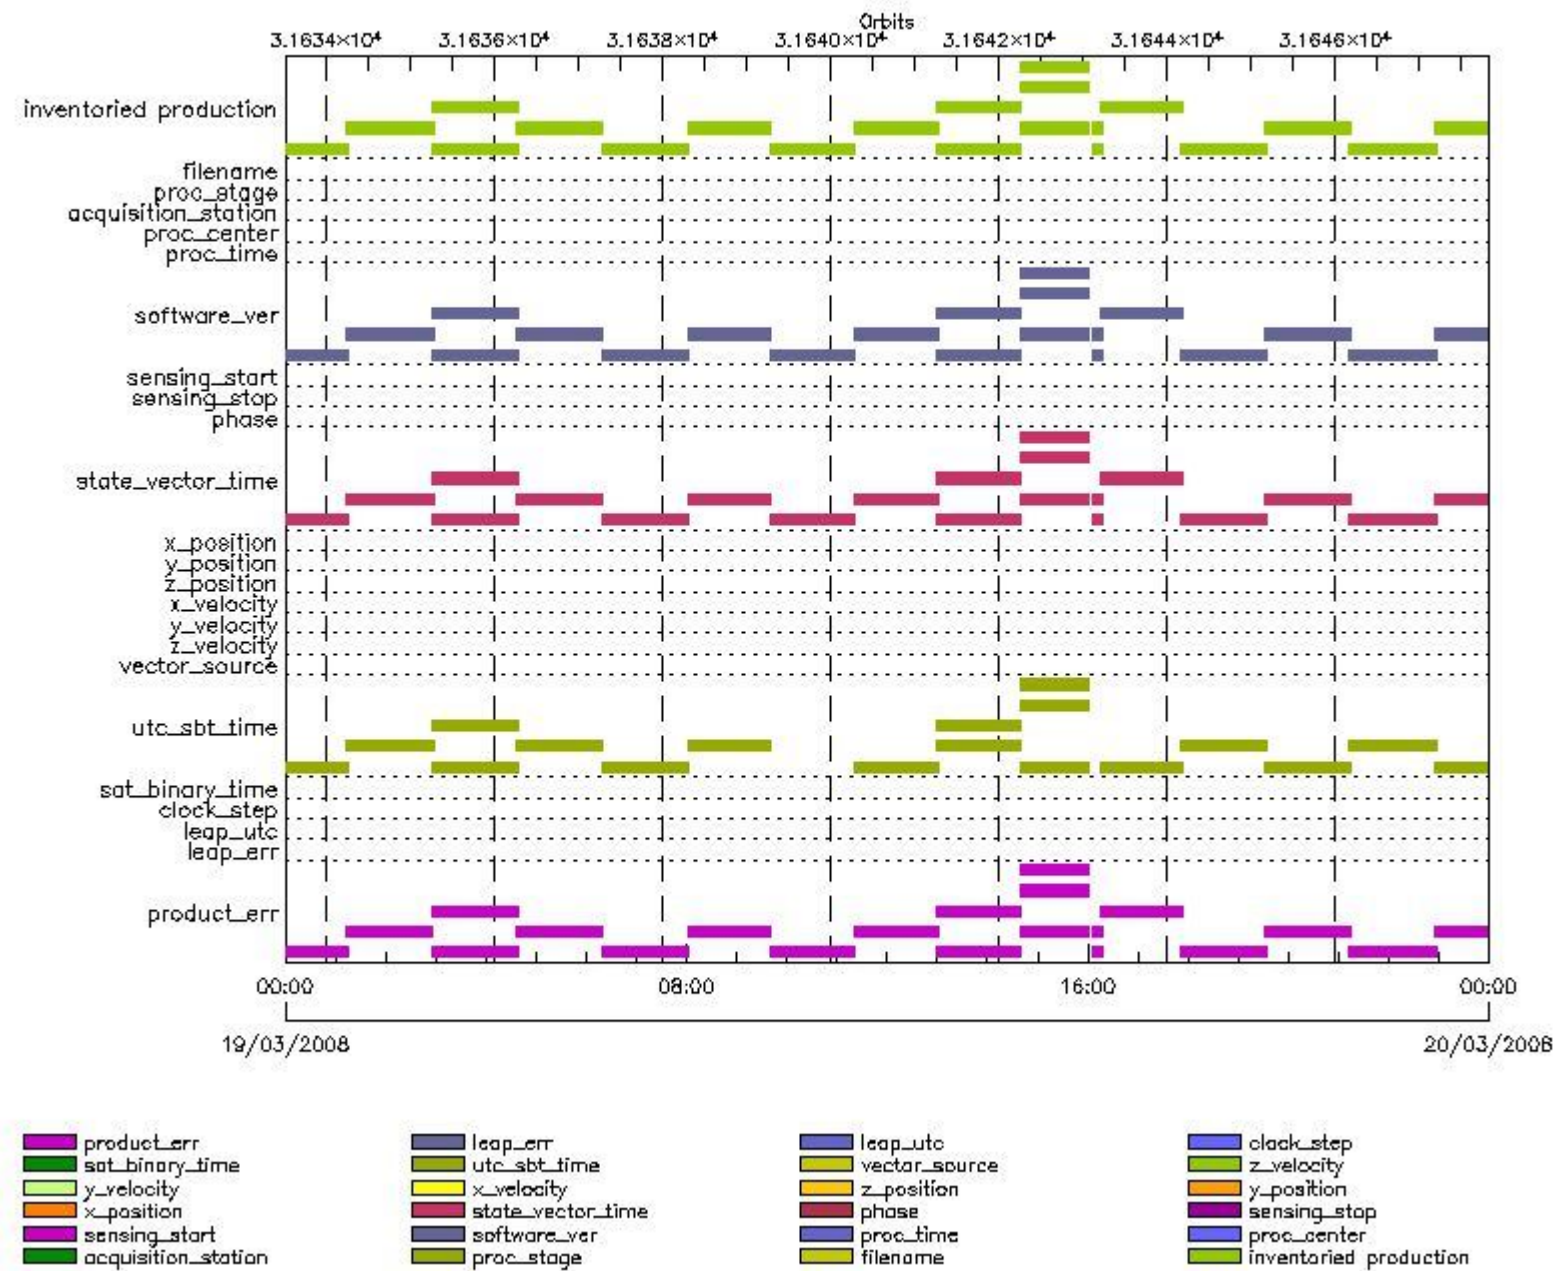 Orbits
3.1634×10⁴ 3.1636×10⁴ 3.1638×10⁴ 3.1640×10⁴ 3.1642×10⁴ 3.1644×10⁴ 3.1646×10⁴
inventoried production
filename
proc_stage
acquisition_station
proc_center
proc_time
software_ver
sensing_start
sensing_stop
phase
state_vector_time
x_position
y_position
z_position
x_velocity
y_velocity
z_velocity
vector_source
utc_sbt_time
sat_binary_time
clock_step
leap_utc
leap_err
product_err
00:00 08:00 16:00 00:00
19/03/2008 20/03/2008
product_err leap_err leap_utc clock_step
sat_binary_time utc_sbt_time vector_source z_velocity
y_velocity x_velocity z_position y_position
x_position state_vector_time phase sensing_stop
sensing_start software_ver proc_time proc_center
acquisition_station proc_stage filename inventoried production